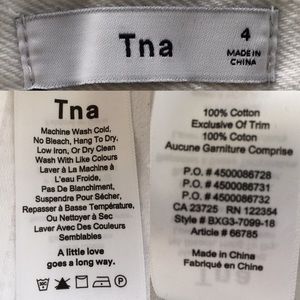 Tna
4
MADE IN
CHINA
Tna
Machine Wash Cold,
No Bleach, Hang To Dry,
Low Iron, Or Dry Clean
Wash With Like Colours
Laver À La Machine À
L'eau Froide,
Pas De Blanchiment,
Suspendre Pour Sécher,
Repasser à Basse Température,
Ou Nettoyer à Sec
Laver Avec Des Couleurs
Semblables
A little love
goes a long way.
100% Cotton
Exclusive Of Trim
100% Cotton
Aucune Garniture Comprise
P.O. # 4500086728
P.O. # 4500086731
P.O. # 4500086732
CA 23725 RN 122354
Style # BXG3-7099-18
Article # 66785
Made in China
Fabriqué en Chine